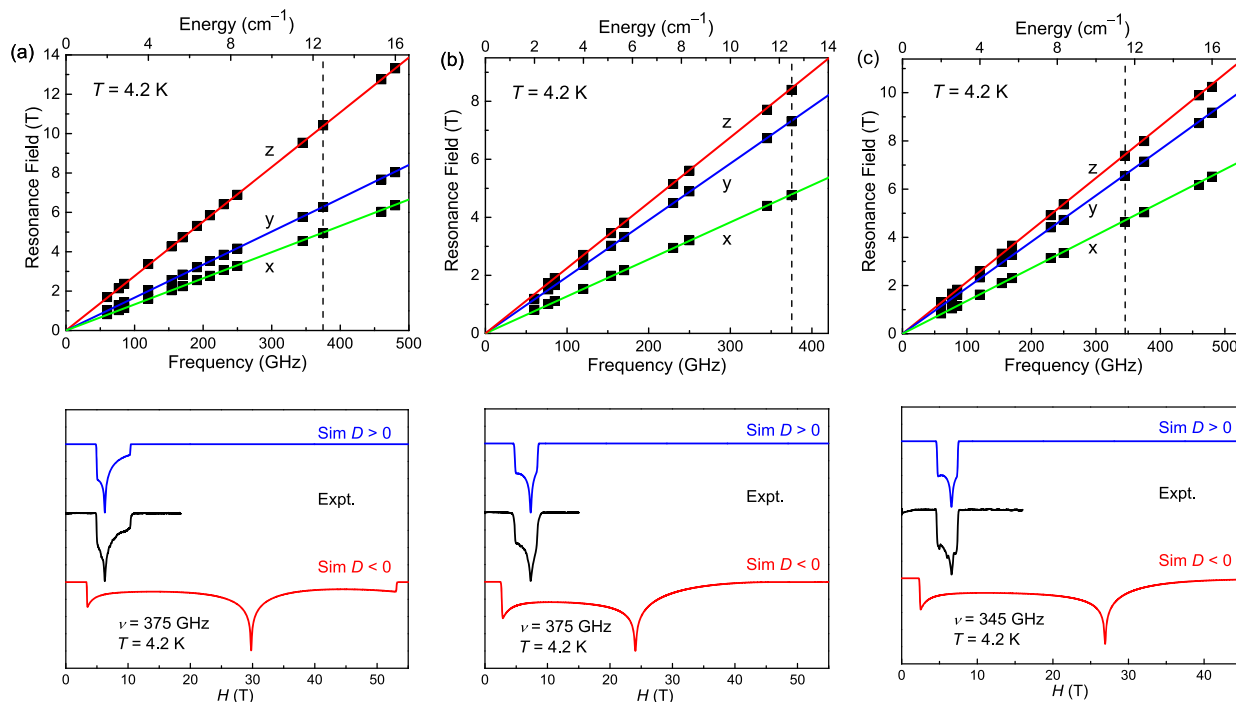 (a)
Energy (cm⁻¹)
0 4 8 12 16
14
12
10
8
6
4
2
0
Resonance Field (T)
T = 4.2 K
z
y
x
0 100 200 300 400 500
Frequency (GHz)
(b)
Energy (cm⁻¹)
0 2 4 6 8 10 12 14
8
6
4
2
0
Resonance Field (T)
T = 4.2 K
z
y
x
0 100 200 300 400
Frequency (GHz)
(c)
Energy (cm⁻¹)
0 4 8 12 16
10
8
6
4
2
0
Resonance Field (T)
T = 4.2 K
z
y
x
0 100 200 300 400 500
Frequency (GHz)
Sim D > 0
Expt.
Sim D < 0
ν = 375 GHz
T = 4.2 K
0 10 20 30 40 50
H (T)
Sim D > 0
Expt.
Sim D < 0
ν = 375 GHz
T = 4.2 K
0 10 20 30 40 50
H (T)
Sim D > 0
Expt.
Sim D < 0
ν = 345 GHz
T = 4.2 K
0 10 20 30 40
H (T)